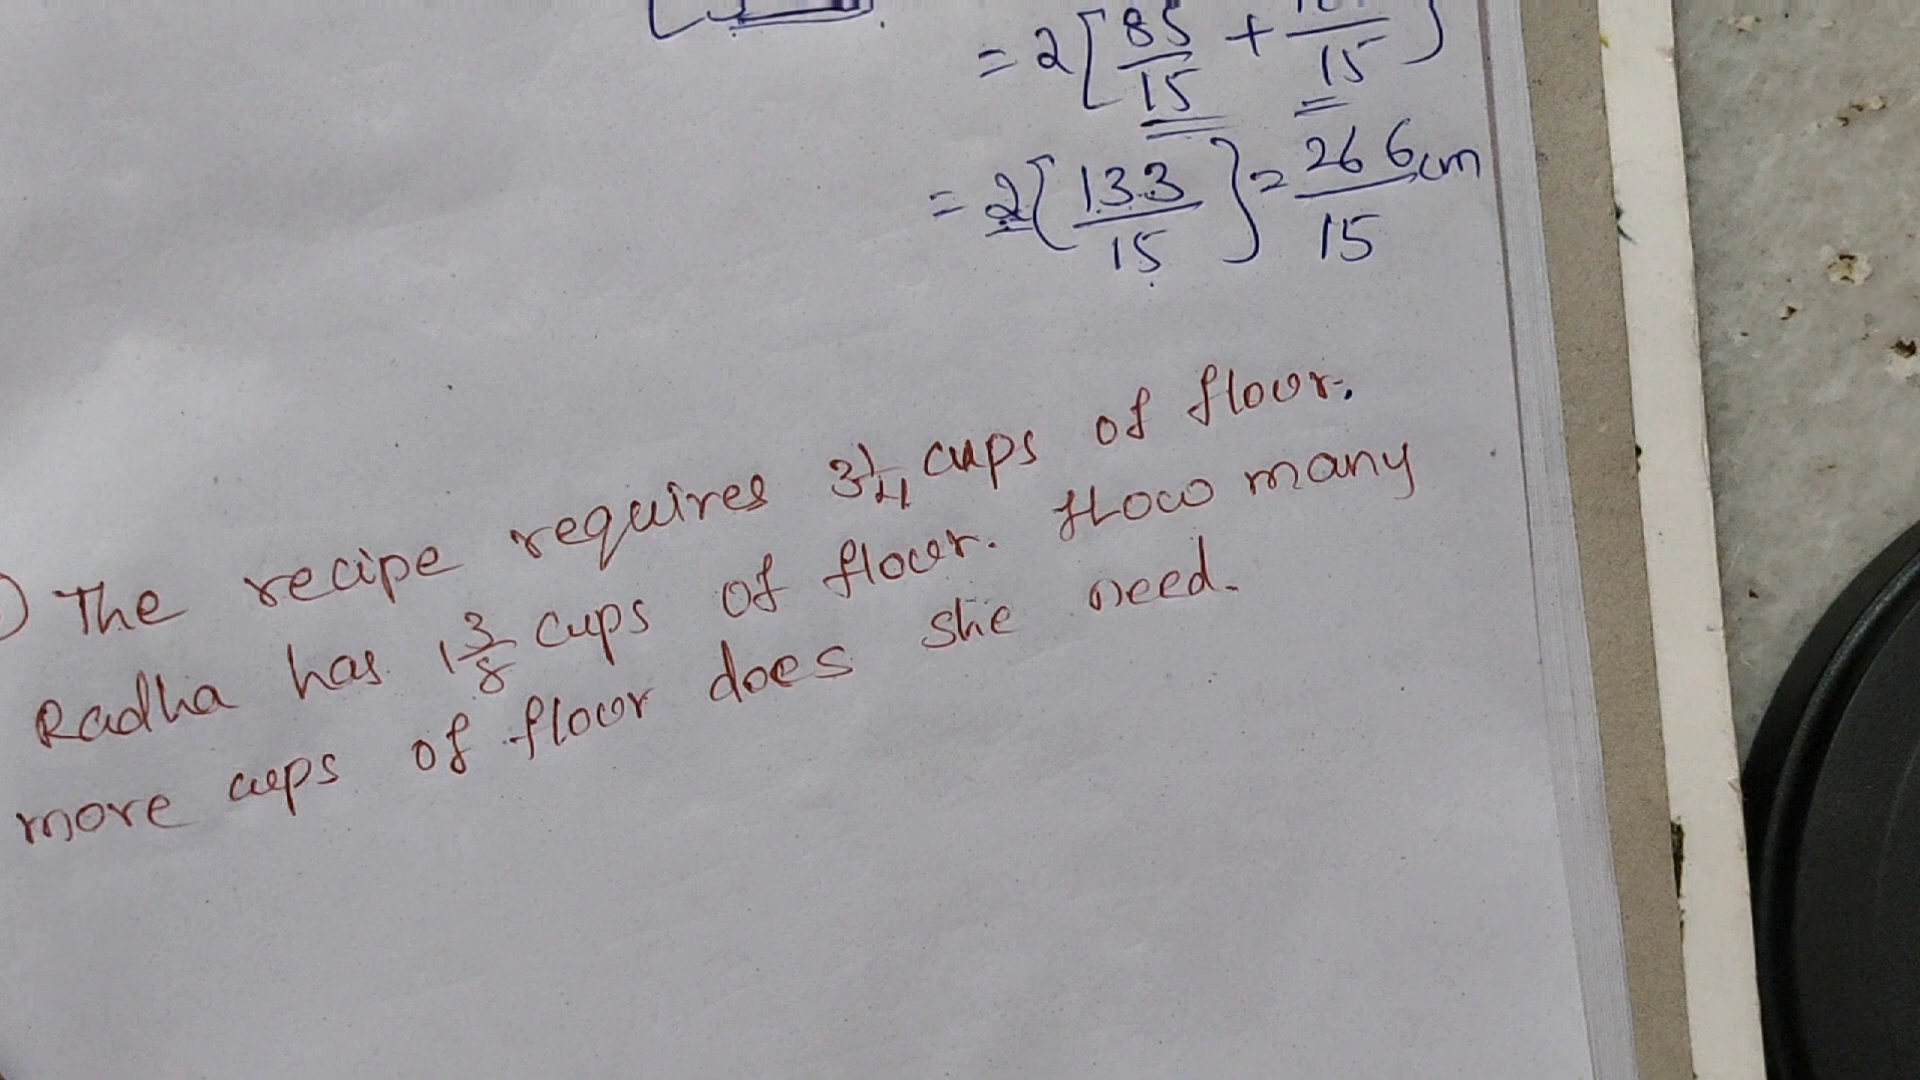 = 2 [ 85/15 + /15 ]
= 2 [ 133/15 ] = 266/15 cm
) The recipe requires 3 1/4 cups of flour.
Radha has 1 3/8 cups of flour. How many
more cups of flour does she need.